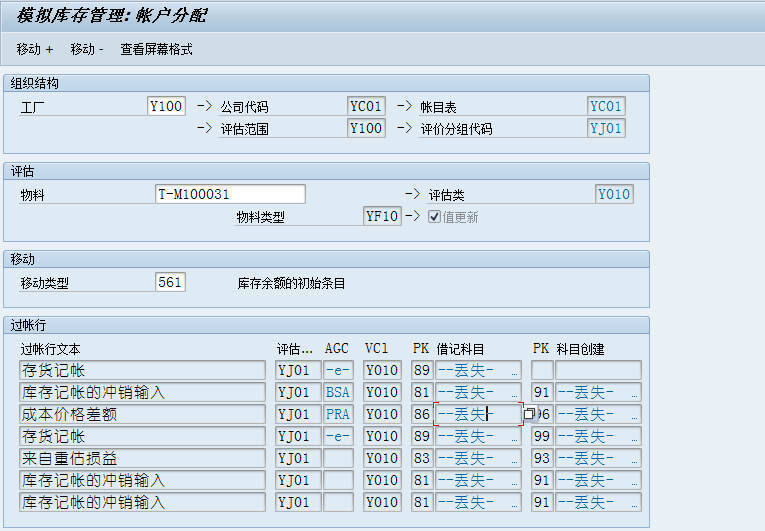 模拟库存管理: 帐户分配
移动 + 移动 - 查看屏幕格式
组织结构
工厂 Y100 -> 公司代码 YC01 -> 帐目表 YC01
-> 评估范围 Y100 -> 评价分组代码 YJ01
评估
物料 T-M100031 -> 评估类 Y010
物料类型 YF10 -> 值更新
移动
移动类型 561 库存余额的初始条目
过帐行
过帐行文本 评估... AGC VCl PK 借记科目 PK 科目创建
存货记帐 YJ01 -e- Y010 89 --丢失- …
库存记帐的冲销输入 YJ01 BSA Y010 81 --丢失- … 91 --丢失- …
成本价格差额 YJ01 PRA Y010 86 --丢失- 96 --丢失- …
存货记帐 YJ01 -e- Y010 89 --丢失- … 99 --丢失- …
来自重估损益 YJ01 Y010 83 --丢失- … 93 --丢失- …
库存记帐的冲销输入 YJ01 Y010 81 --丢失- … 91 --丢失- …
库存记帐的冲销输入 YJ01 Y010 81 --丢失- … 91 --丢失- …